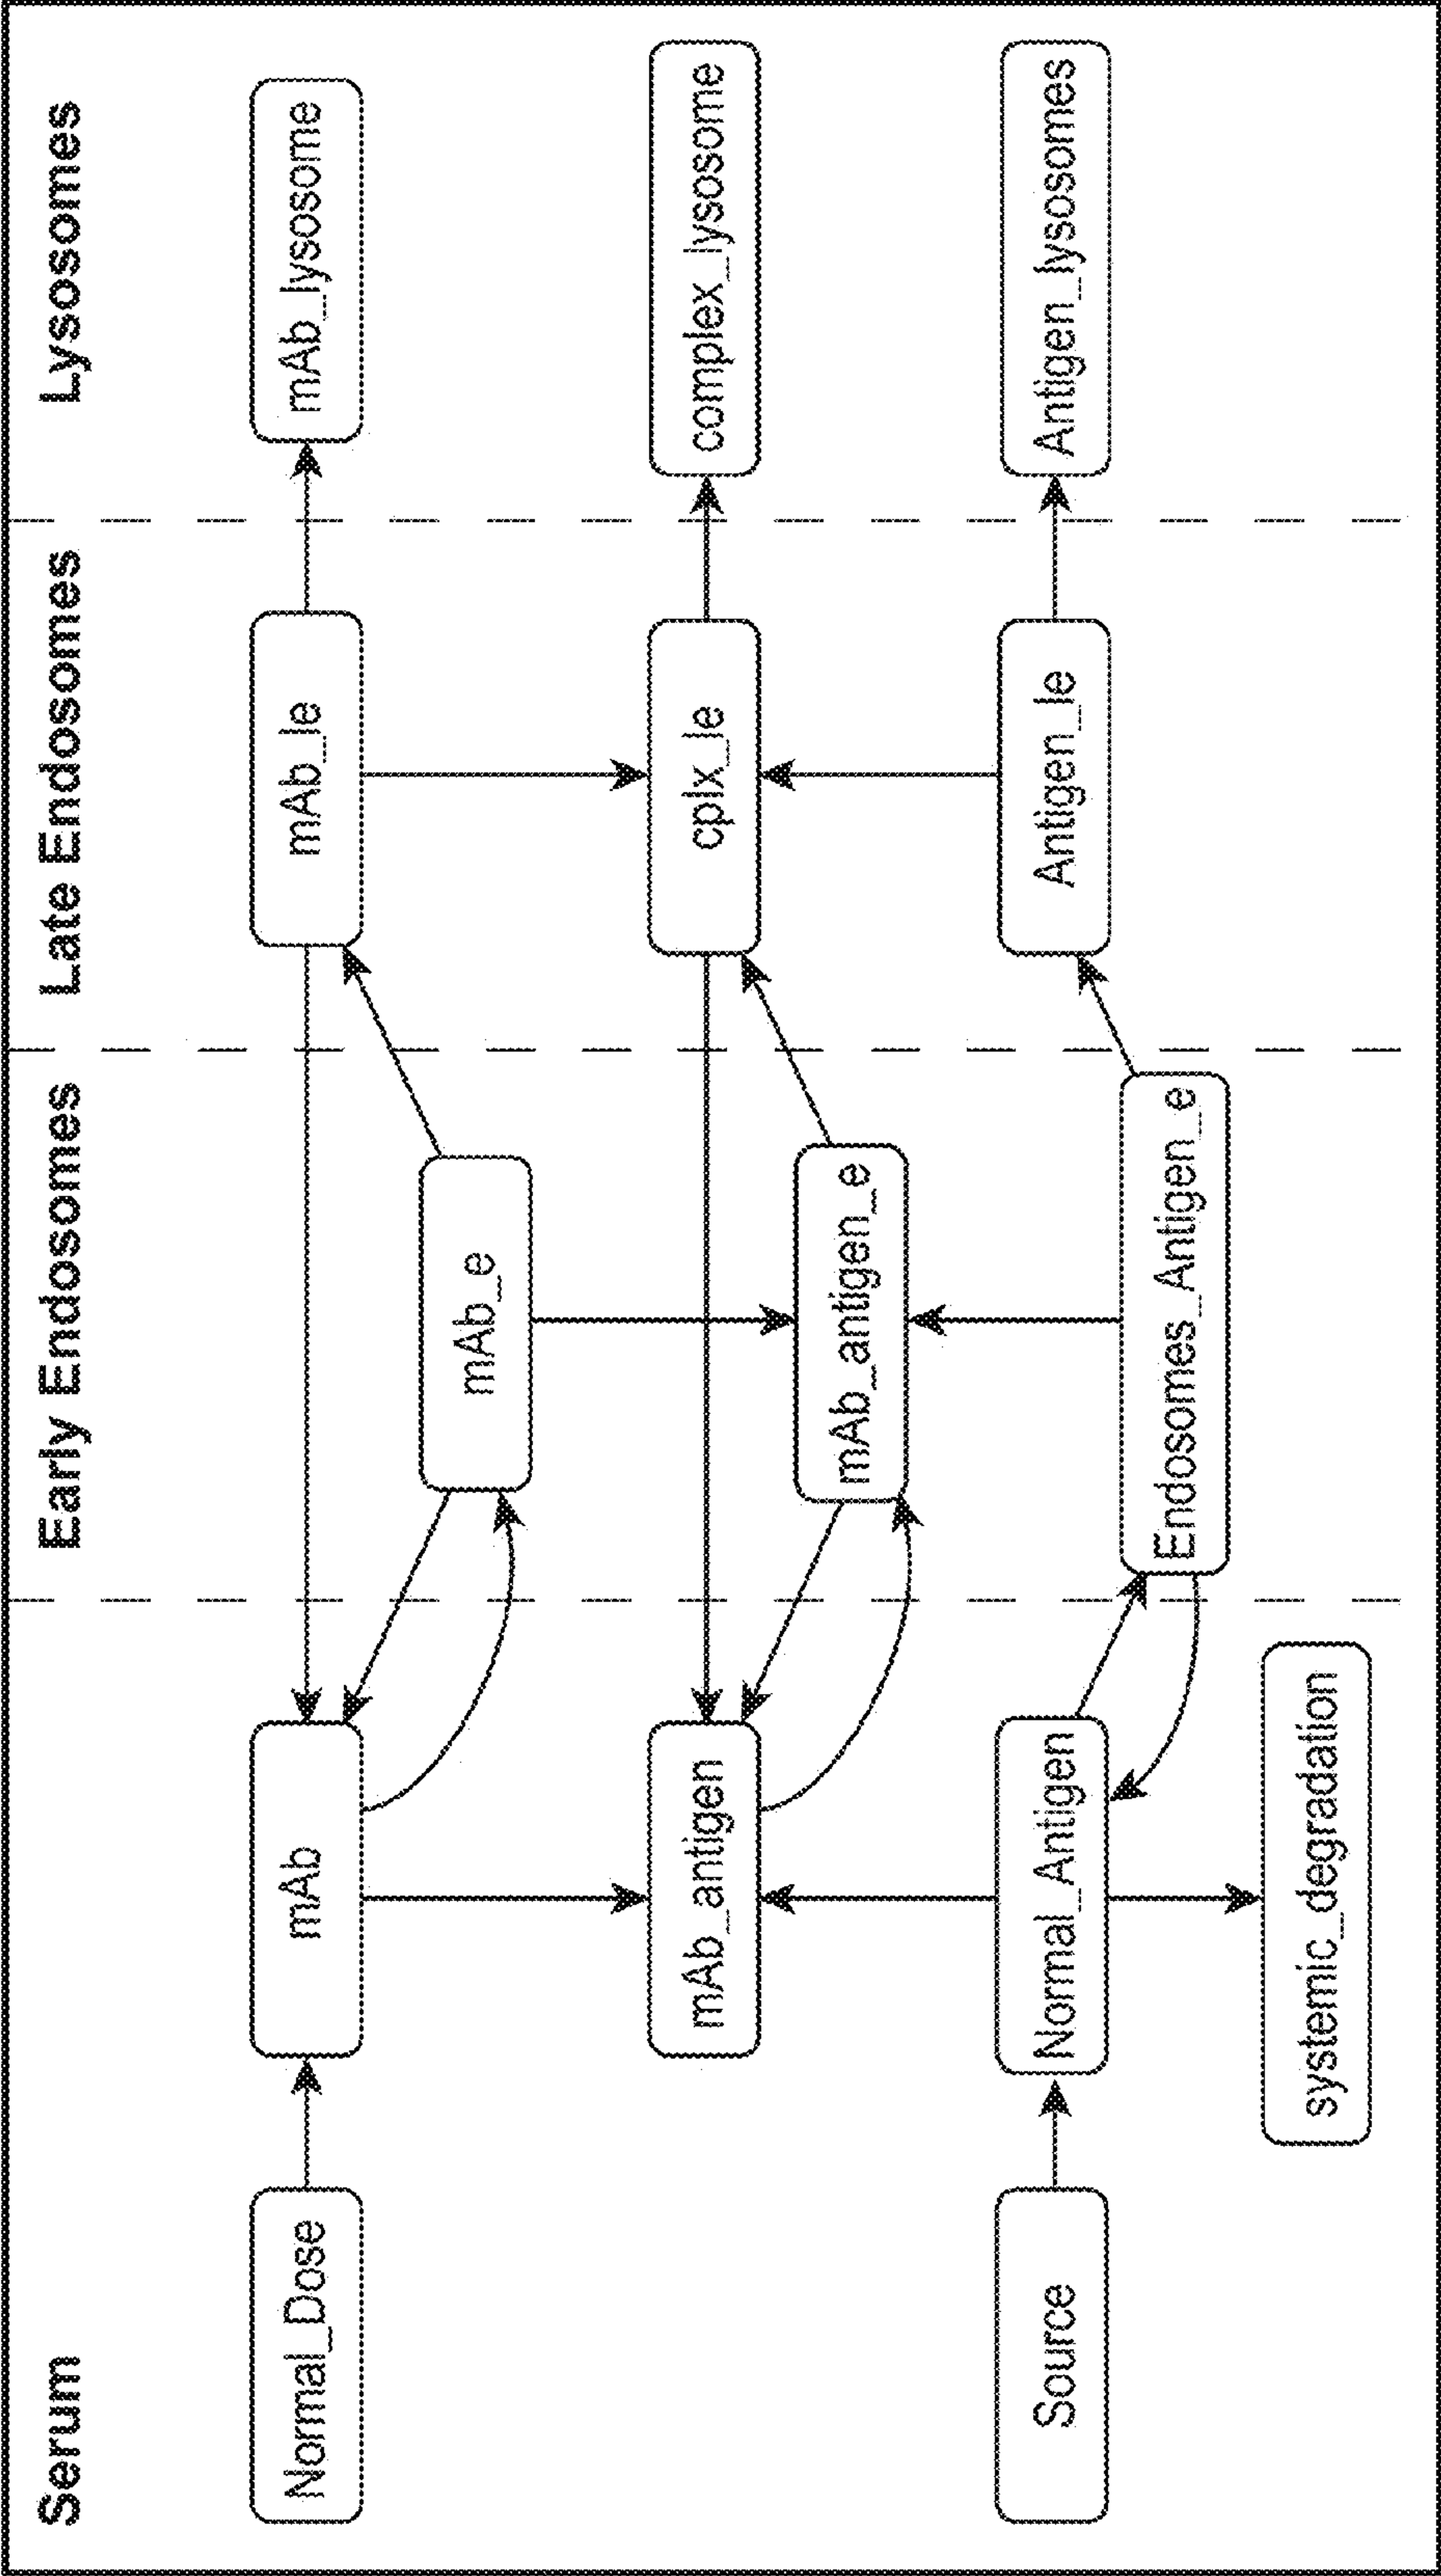 Serum
Early Endosomes
Late Endosomes
Lysosomes
Normal_Dose
mAb
mAb_le
mAb_lysosome
mAb_e
mAb_antigen
cplx_le
complex_lysosome
mAb_antigen_e
Source
Normal_Antigen
Antigen_le
Antigen_lysosomes
Endosomes_Antigen_e
systemic_degradation